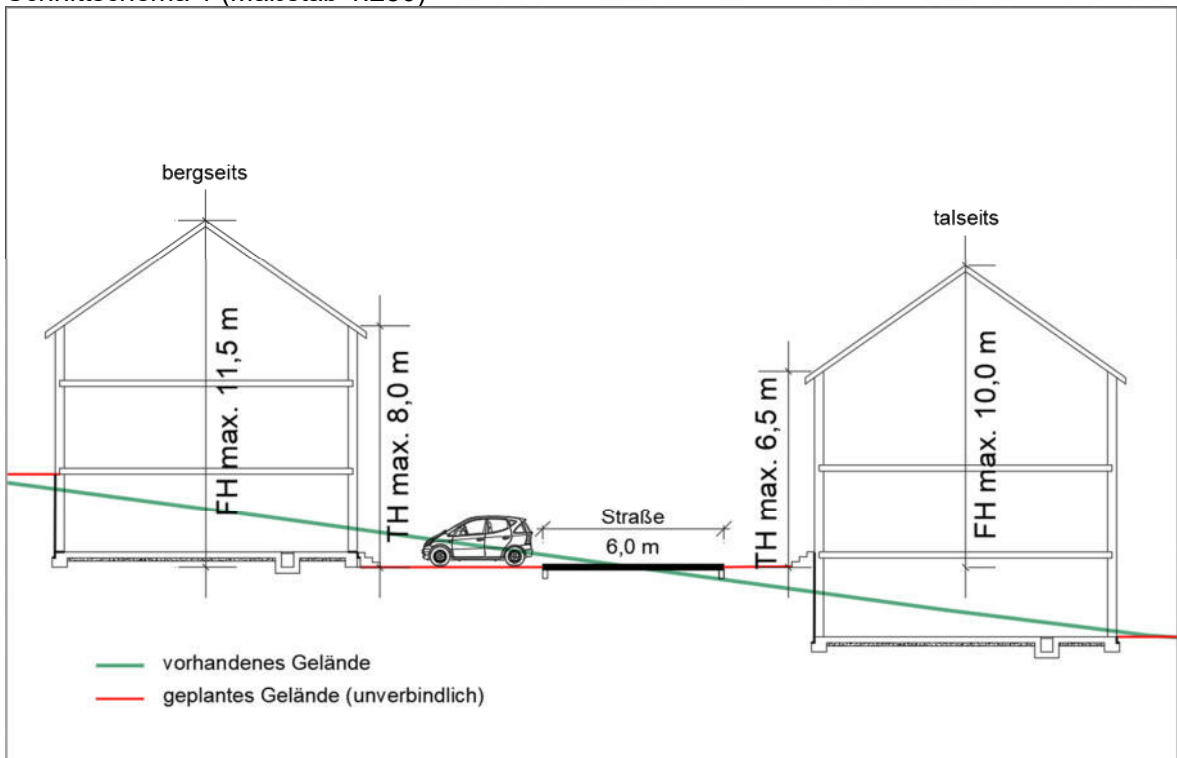 bergseits
talseits
FH max. 11,5 m
TH max. 8,0 m
Straße
6,0 m
TH max. 6,5 m
FH max. 10,0 m
vorhandenes Gelände
geplantes Gelände (unverbindlich)